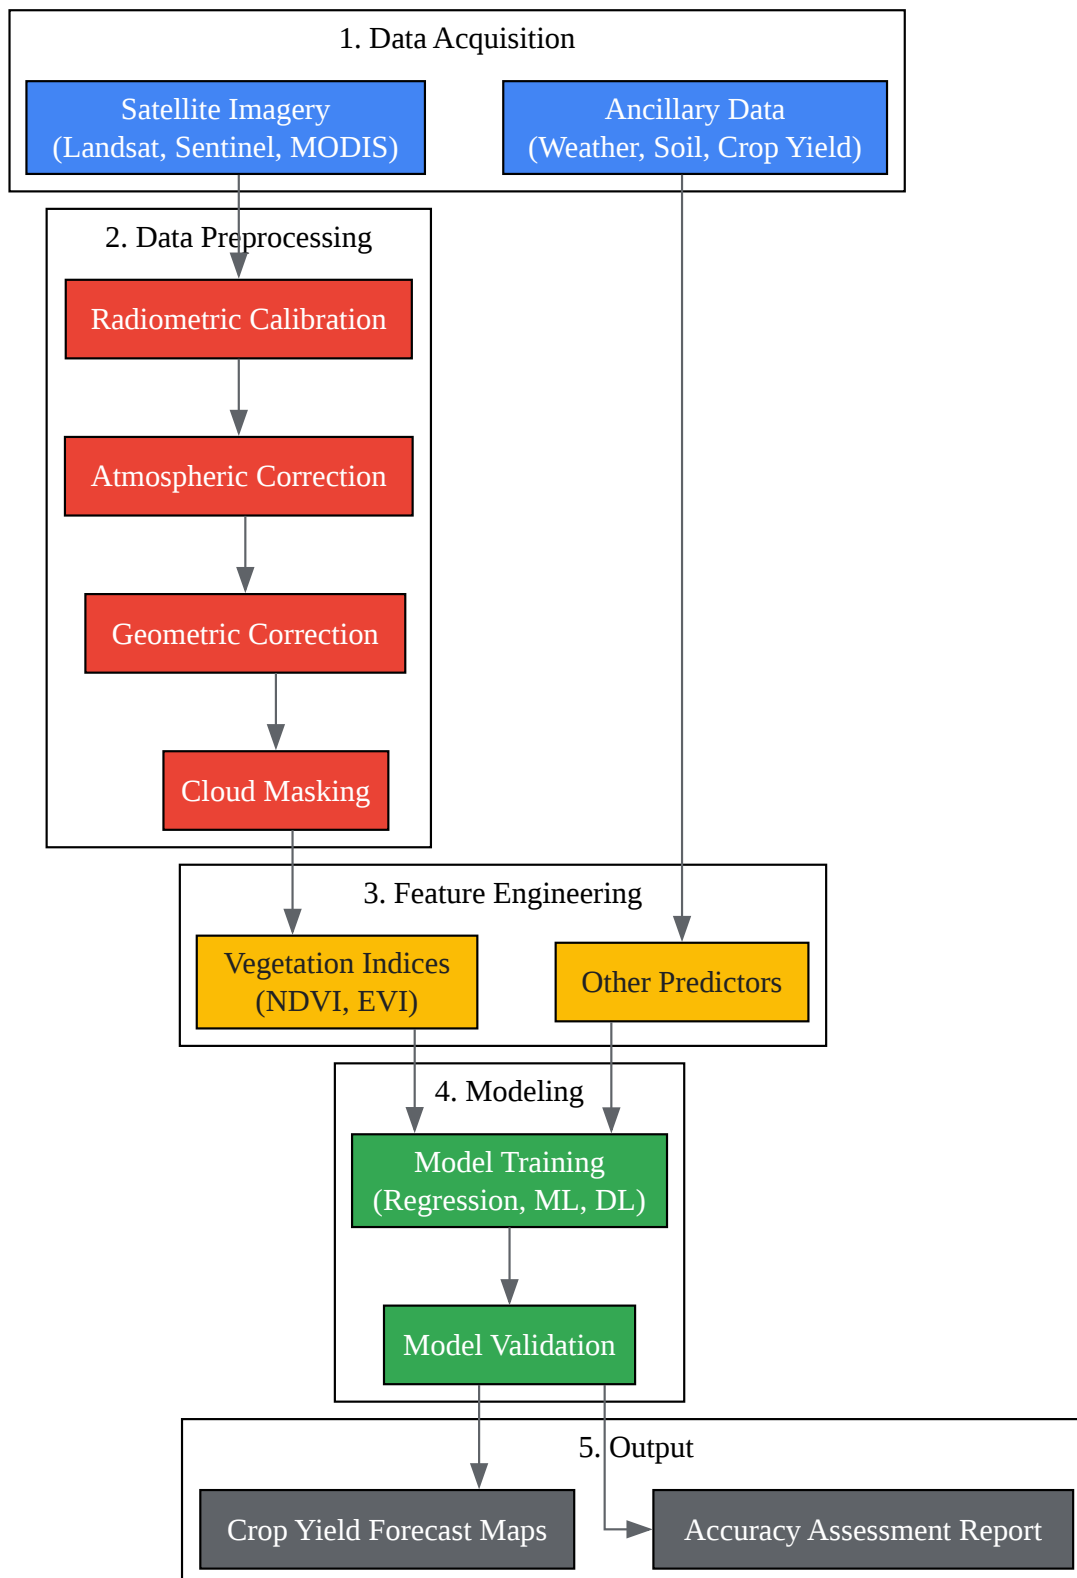 1. Data Acquisition
Satellite Imagery
(Landsat, Sentinel, MODIS)
Ancillary Data
(Weather, Soil, Crop Yield)
2. Data Preprocessing
Radiometric Calibration
Atmospheric Correction
Geometric Correction
Cloud Masking
3. Feature Engineering
Vegetation Indices
(NDVI, EVI)
Other Predictors
4. Modeling
Model Training
(Regression, ML, DL)
Model Validation
5. Output
Crop Yield Forecast Maps
Accuracy Assessment Report